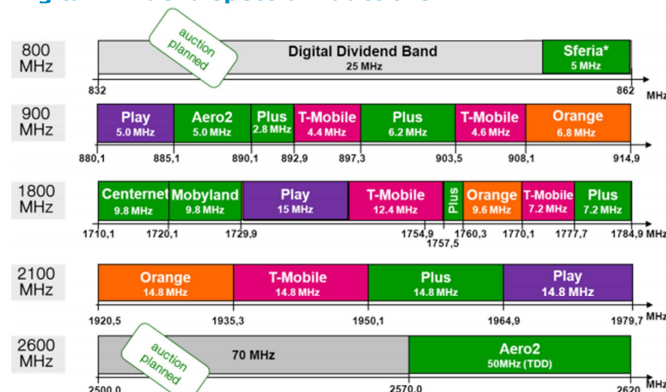 800
MHz
auction
planned
Digital Dividend Band
25 MHz
Sferia*
5 MHz
832
862
MHz
900
MHz
Play
5.0 MHz
Aero2
5.0 MHz
Plus
2.8 MHz
T-Mobile
4.4 MHz
Plus
6.2 MHz
T-Mobile
4.6 MHz
Orange
6.8 MHz
880,1
885,1
890,1
892,9
897,3
903,5
908,1
914,9
MHz
1800
MHz
Centernet
9.8 MHz
Mobyland
9.8 MHz
Play
15 MHz
T-Mobile
12.4 MHz
Plus
Orange
9.6 MHz
T-Mobile
7.2 MHz
Plus
7.2 MHz
1710,1
1720,1
1729,9
1754,9
1757,5
1760,3
1770,1
1777,7
1784,9
MHz
2100
MHz
Orange
14.8 MHz
T-Mobile
14.8 MHz
Plus
14.8 MHz
Play
14.8 MHz
1920,5
1935,3
1950,1
1964,9
1979,7
MHz
2600
MHz
auction
planned
70 MHz
Aero2
50MHz (TDD)
2500,0
2570,0
2620
MHz